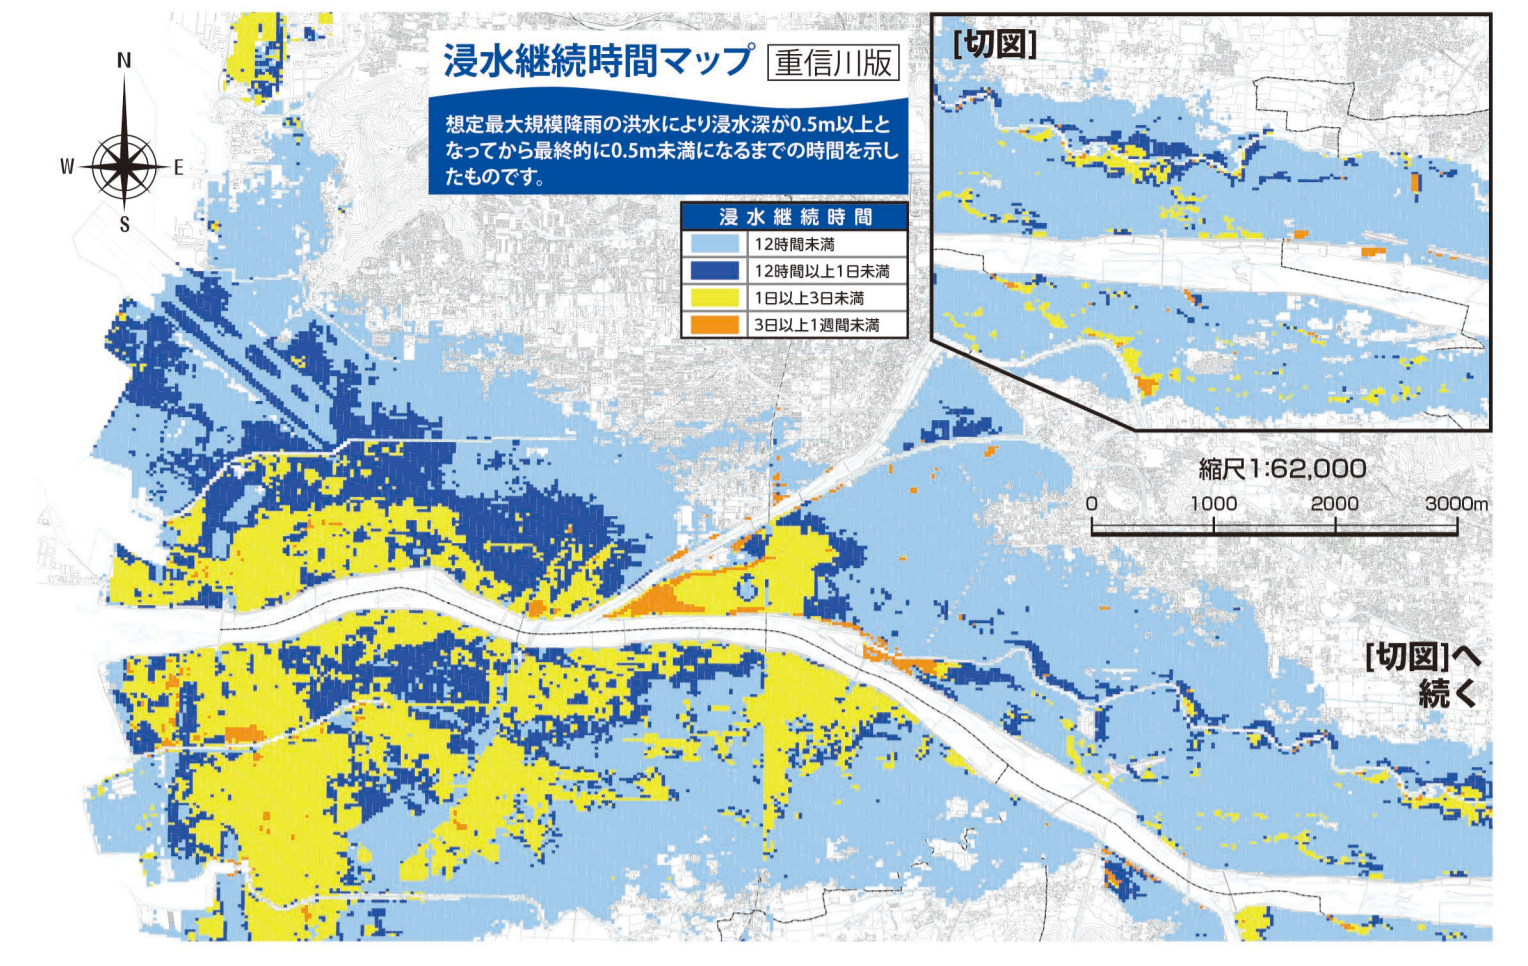 浸水継続時間マップ 重信川版
想定最大規模降雨の洪水により浸水深が0.5m以上と
なってから最終的に0.5m未満になるまでの時間を示し
たものです。
浸水継続時間
12時間未満
12時間以上1日未満
1日以上3日未満
3日以上1週間未満
N
W E
S
[切図]
縮尺1:62,000
0 1000 2000 3000m
[切図]へ
続く